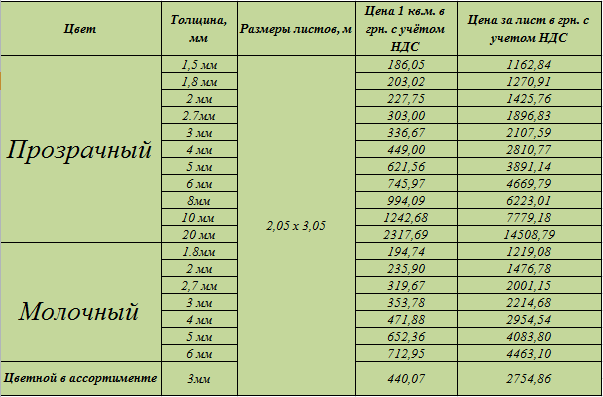 Цвет Толщина, мм Размеры листов, м Цена 1 кв.м. в грн. с учётом НДС Цена за лист в грн. с учетом НДС
Прозрачный 1,5 мм 2,05 х 3,05 186,05 1162,84
1,8 мм 203,02 1270,91
2 мм 227,75 1425,76
2.7мм 303,00 1896,83
3 мм 336,67 2107,59
4 мм 449,00 2810,77
5 мм 621,56 3891,14
6 мм 745,97 4669,79
8мм 994,09 6223,01
10 мм 1242,68 7779,18
20 мм 2317,69 14508,79
Молочный 1.8мм 194,74 1219,08
2 мм 235,90 1476,78
2,7 мм 319,67 2001,15
3 мм 353,78 2214,68
4 мм 471,88 2954,54
5 мм 652,36 4083,80
6 мм 712,95 4463,10
Цветной в ассортименте 3мм 440,07 2754,86